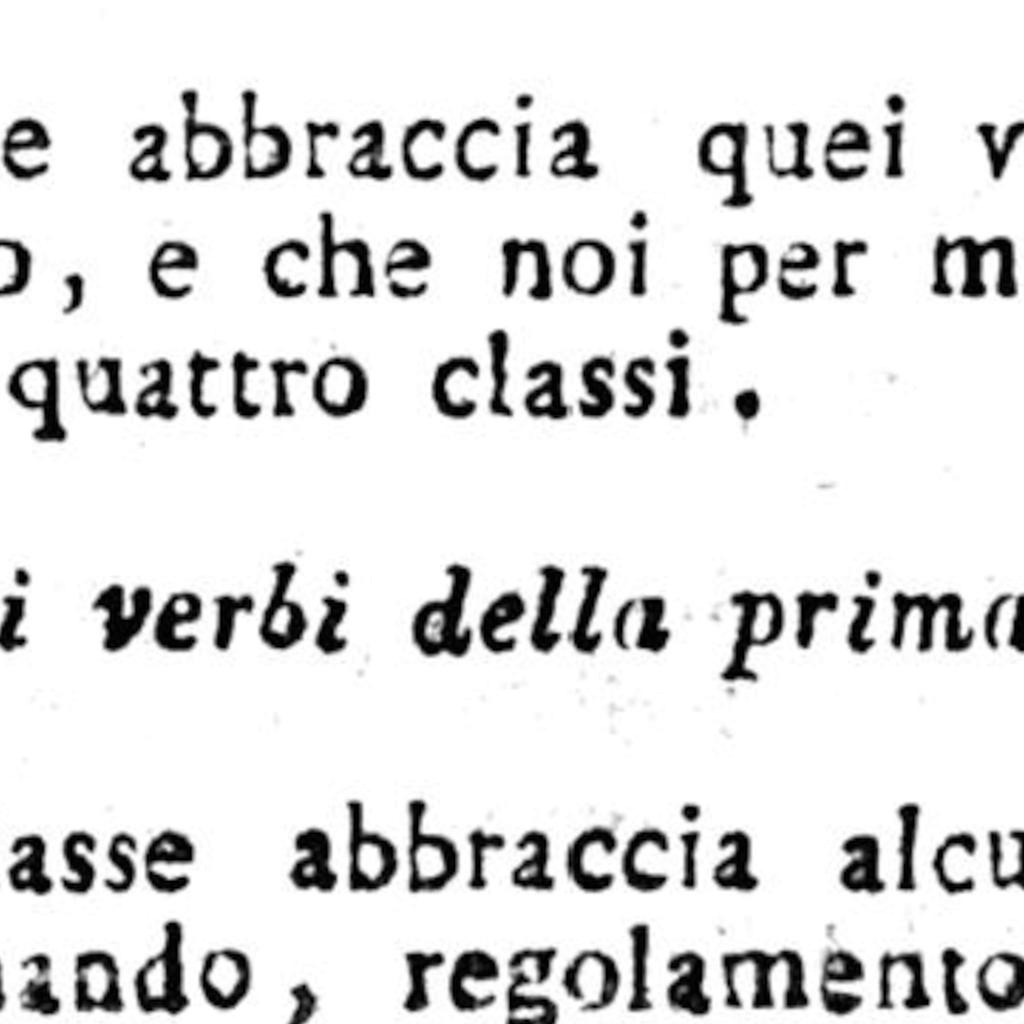 e abbraccia quei v
o, e che noi per m
quattro classi.
i verbi della prima
asse abbraccia alcu
ando, regolamento